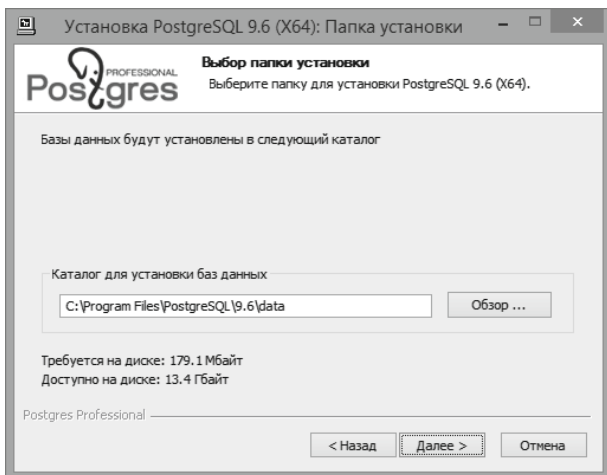 Установка PostgreSQL 9.6 (X64): Папка установки
PROFESSIONAL
Postgres
Выбор папки установки
Выберите папку для установки PostgreSQL 9.6 (X64).
Базы данных будут установлены в следующий каталог
Каталог для установки баз данных
C:\Program Files\PostgreSQL\9.6\data
Обзор ...
Требуется на диске: 179.1 Мбайт
Доступно на диске: 13.4 Гбайт
Postgres Professional
< Назад Далее > Отмена